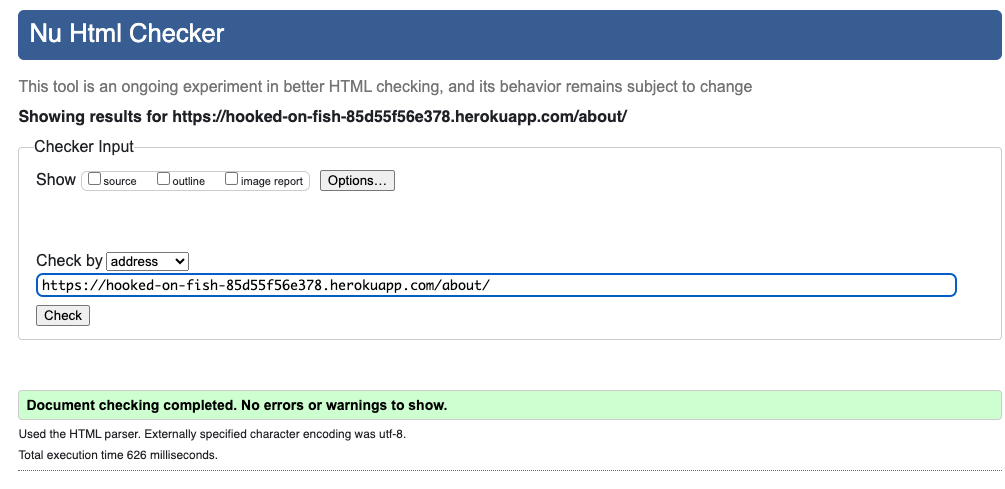 Nu Html Checker
This tool is an ongoing experiment in better HTML checking, and its behavior remains subject to change
Showing results for https://hooked-on-fish-85d55f56e378.herokuapp.com/about/
Checker Input
Show source outline image report Options...
Check by address
https://hooked-on-fish-85d55f56e378.herokuapp.com/about/
Check
Document checking completed. No errors or warnings to show.
Used the HTML parser. Externally specified character encoding was utf-8.
Total execution time 626 milliseconds.